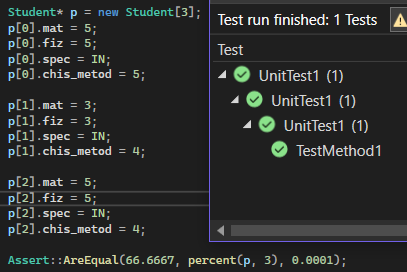 Student* p = new Student[3];
p[0].mat = 5;
p[0].fiz = 5;
p[0].spec = IN;
p[0].chis_metod = 5;
p[1].mat = 3;
p[1].fiz = 3;
p[1].spec = IN;
p[1].chis_metod = 4;
p[2].mat = 5;
p[2].fiz = 5;
p[2].spec = IN;
p[2].chis_metod = 4;
Assert::AreEqual(66.6667, percent(p, 3), 0.0001);
Test run finished: 1 Tests
Test
UnitTest1 (1)
UnitTest1 (1)
UnitTest1 (1)
TestMethod1